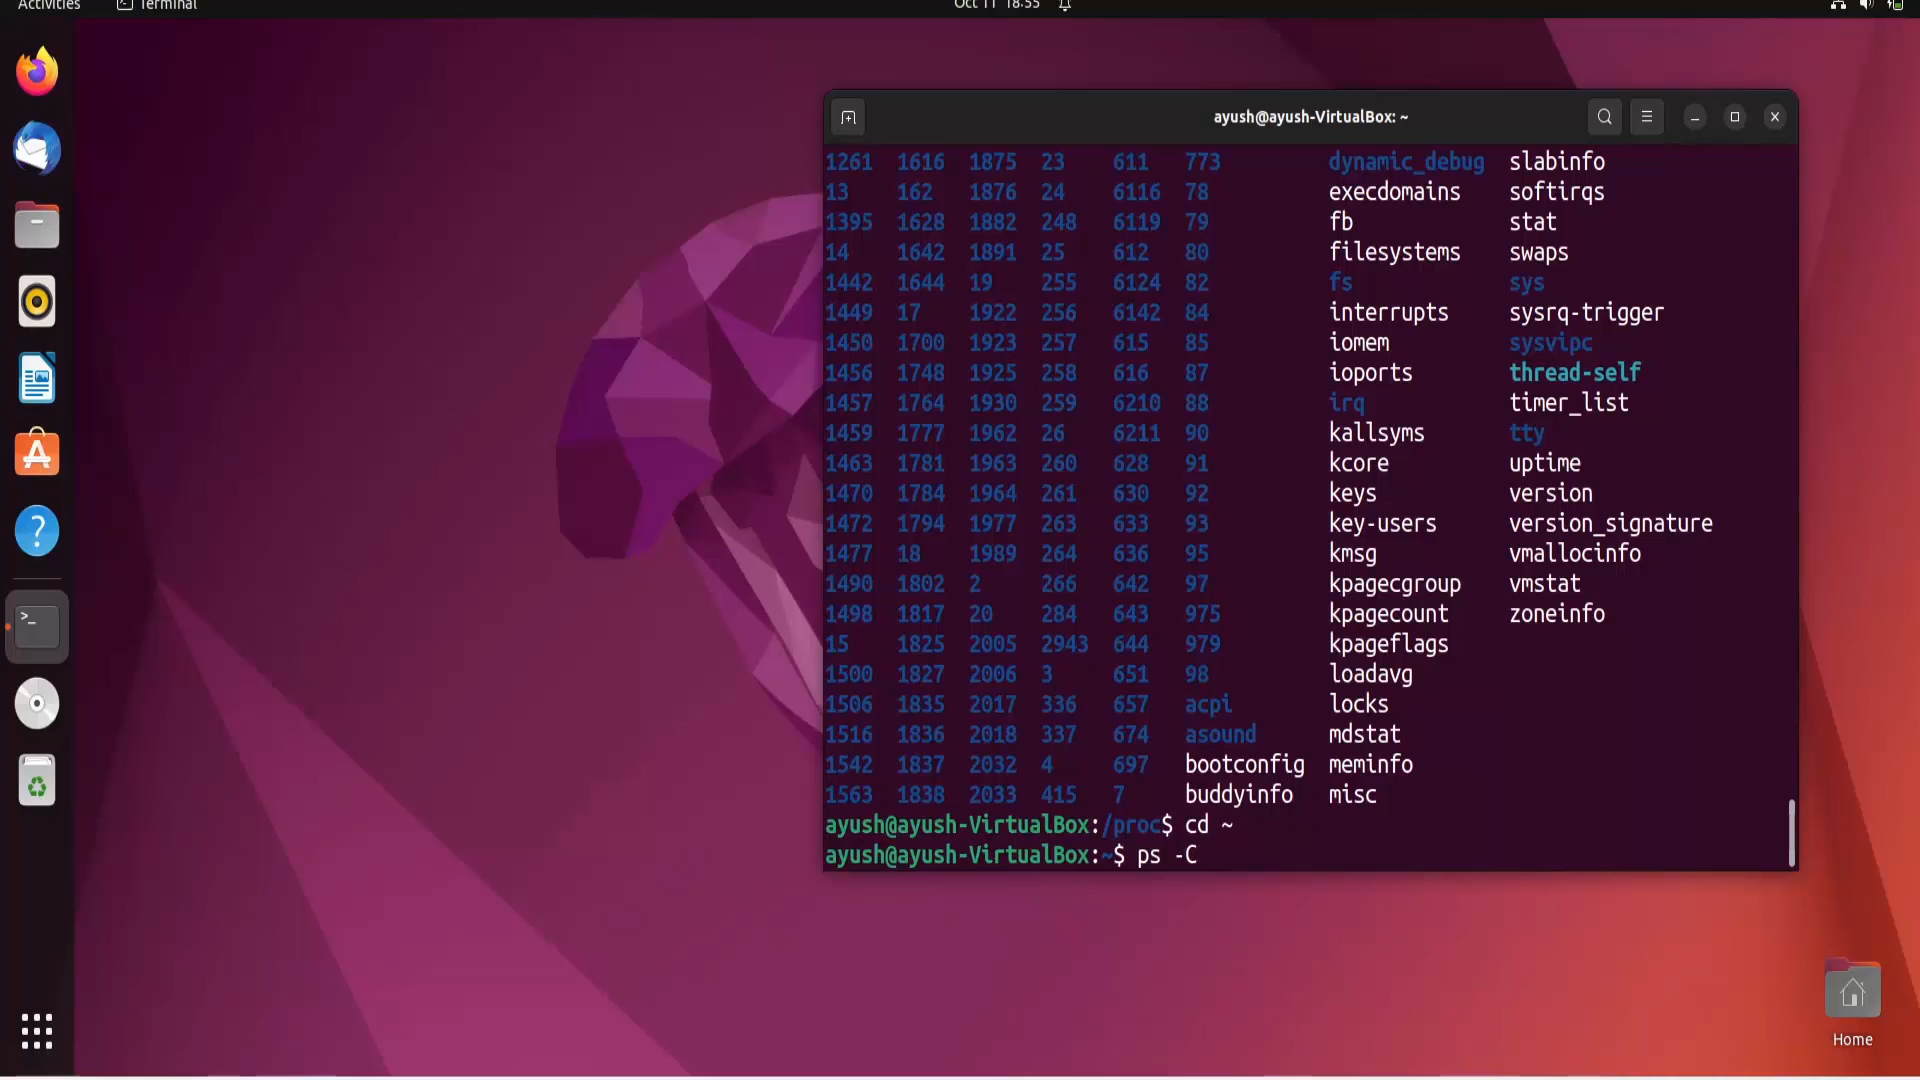 Activities Terminal Oct 11 18:55
ayush@ayush-VirtualBox: ~
1261 1616 1875 23 611 773 dynamic_debug slabinfo
13 162 1876 24 6116 78 execdomains softirqs
1395 1628 1882 248 6119 79 fb stat
14 1642 1891 25 612 80 filesystems swaps
1442 1644 19 255 6124 82 fs sys
1449 17 1922 256 6142 84 interrupts sysrq-trigger
1450 1700 1923 257 615 85 iomem sysvipc
1456 1748 1925 258 616 87 ioports thread-self
1457 1764 1930 259 6210 88 irq timer_list
1459 1777 1962 26 6211 90 kallsyms tty
1463 1781 1963 260 628 91 kcore uptime
1470 1784 1964 261 630 92 keys version
1472 1794 1977 263 633 93 key-users version_signature
1477 18 1989 264 636 95 kmsg vmallocinfo
1490 1802 2 266 642 97 kpagecgroup vmstat
1498 1817 20 284 643 975 kpagecount zoneinfo
15 1825 2005 2943 644 979 kpageflags
1500 1827 2006 3 651 98 loadavg
1506 1835 2017 336 657 acpi locks
1516 1836 2018 337 674 asound mdstat
1542 1837 2032 4 697 bootconfig meminfo
1563 1838 2033 415 7 buddyinfo misc
ayush@ayush-VirtualBox:/proc$ cd ~
ayush@ayush-VirtualBox:~$ ps -C
Home